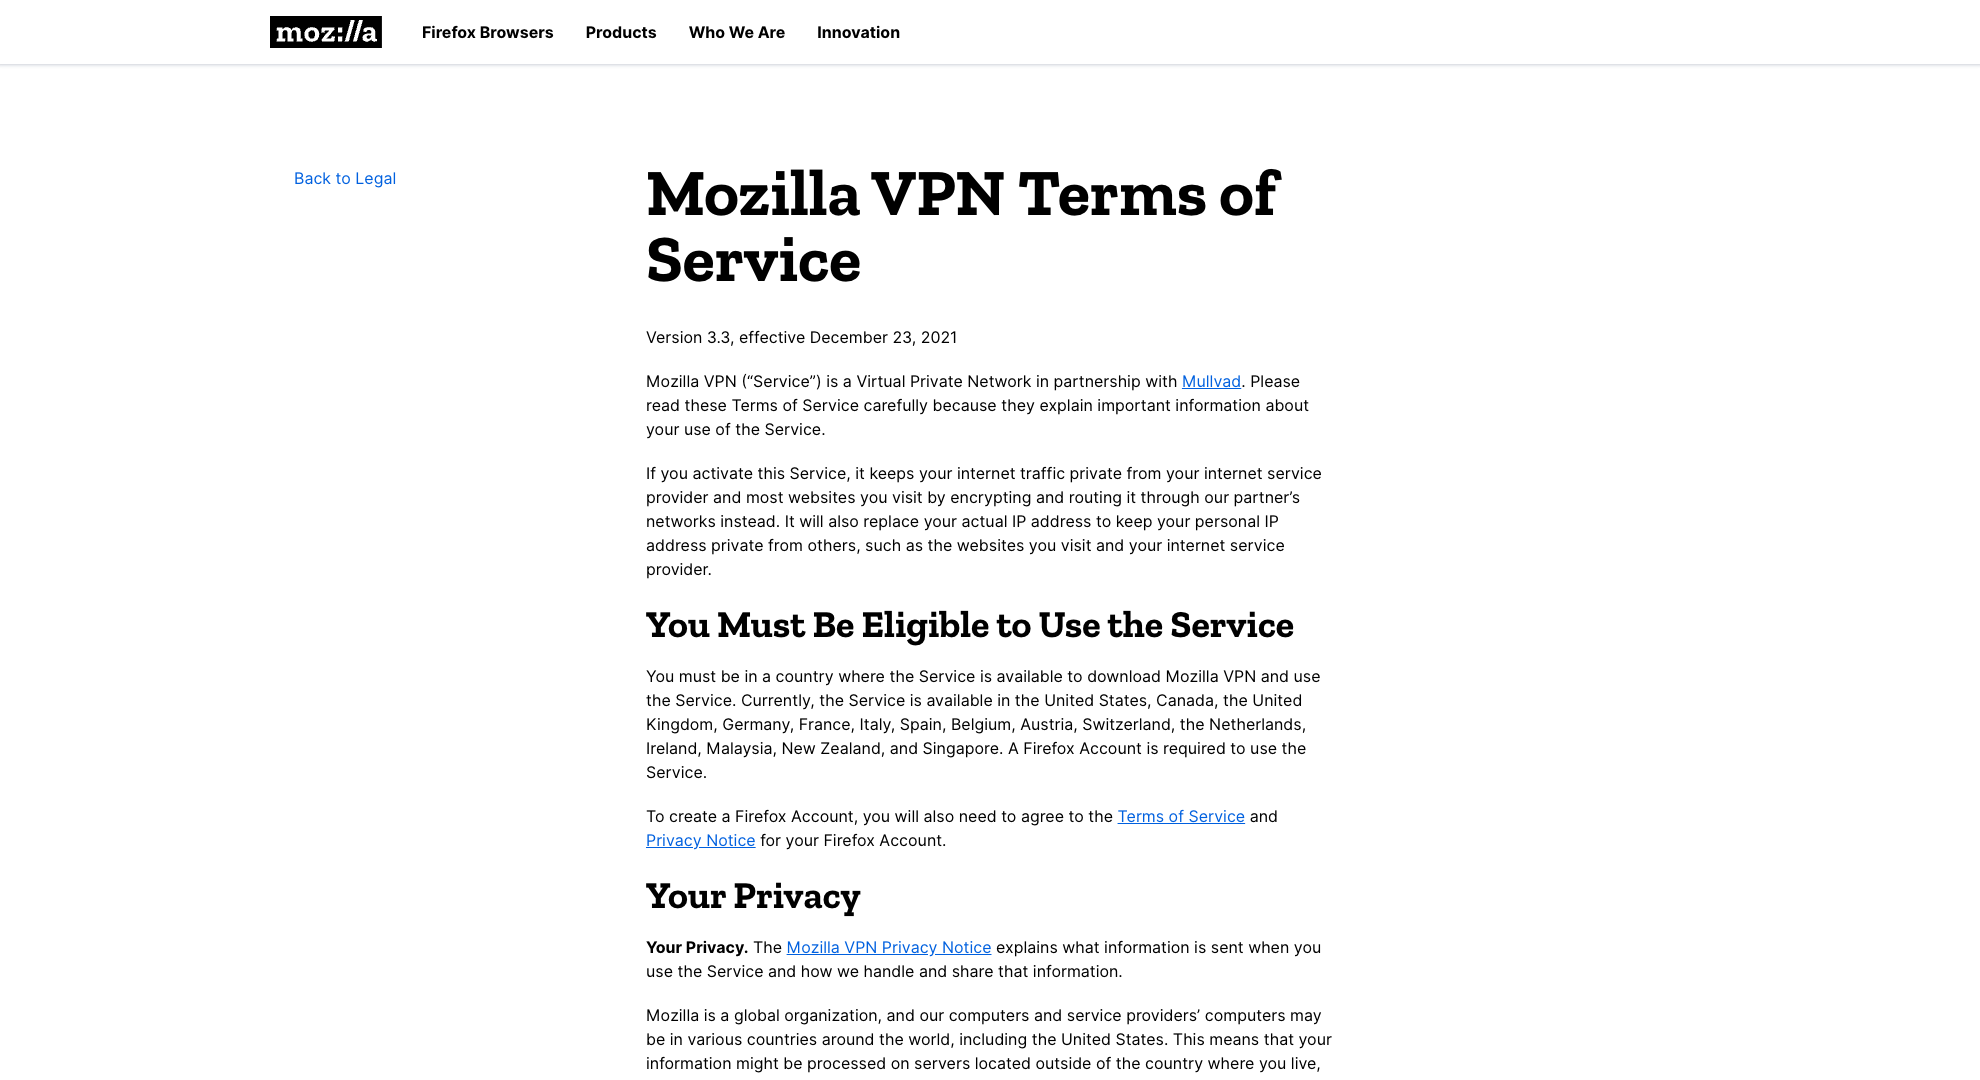 moz://a
Firefox Browsers Products Who We Are Innovation
Back to Legal
Mozilla VPN Terms of
Service
Version 3.3, effective December 23, 2021
Mozilla VPN (“Service”) is a Virtual Private Network in partnership with Mullvad. Please
read these Terms of Service carefully because they explain important information about
your use of the Service.
If you activate this Service, it keeps your internet traffic private from your internet service
provider and most websites you visit by encrypting and routing it through our partner’s
networks instead. It will also replace your actual IP address to keep your personal IP
address private from others, such as the websites you visit and your internet service
provider.
You Must Be Eligible to Use the Service
You must be in a country where the Service is available to download Mozilla VPN and use
the Service. Currently, the Service is available in the United States, Canada, the United
Kingdom, Germany, France, Italy, Spain, Belgium, Austria, Switzerland, the Netherlands,
Ireland, Malaysia, New Zealand, and Singapore. A Firefox Account is required to use the
Service.
To create a Firefox Account, you will also need to agree to the Terms of Service and
Privacy Notice for your Firefox Account.
Your Privacy
Your Privacy. The Mozilla VPN Privacy Notice explains what information is sent when you
use the Service and how we handle and share that information.
Mozilla is a global organization, and our computers and service providers’ computers may
be in various countries around the world, including the United States. This means that your
information might be processed on servers located outside of the country where you live,